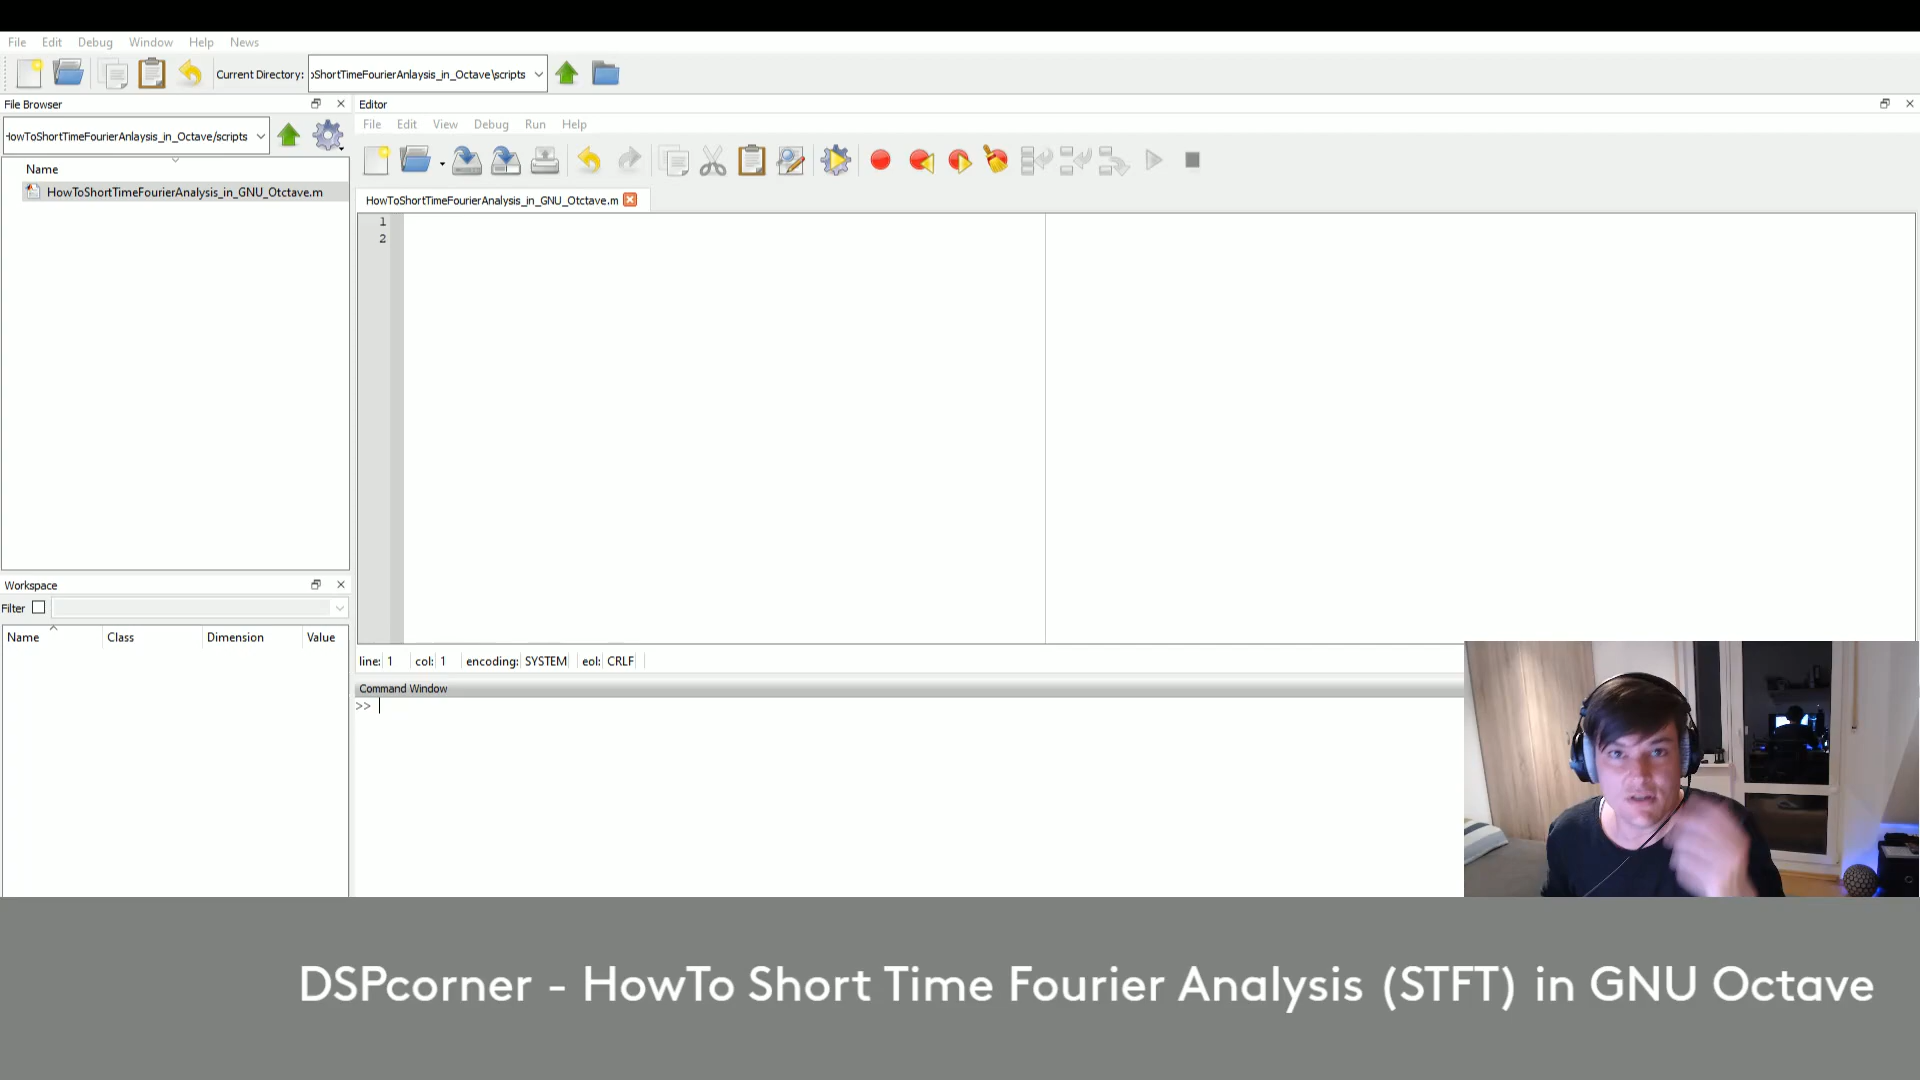 File Edit Debug Window Help News
Current Directory: ShortTimeFourierAnlaysis_in_Octave\scripts
File Browser
HowToShortTimeFourierAnlaysis_in_Octave/scripts
Name
HowToShortTimeFourierAnalysis_in_GNU_Otctave.m
Editor
File Edit View Debug Run Help
HowToShortTimeFourierAnalysis_in_GNU_Otctave.m
1
2
line: 1 col: 1 encoding: SYSTEM eol: CRLF
Workspace
Filter
Name Class Dimension Value
Command Window
>>
DSPcorner - HowTo Short Time Fourier Analysis (STFT) in GNU Octave